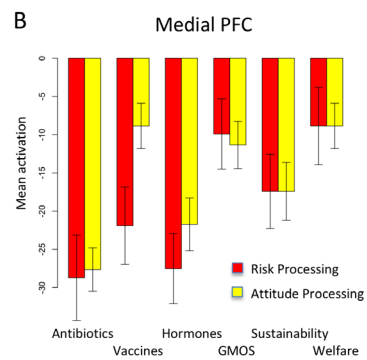 B
Medial PFC
Mean activation
0
-5
-10
-15
-20
-25
-30
Risk Processing
Attitude Processing
Antibiotics Hormones Sustainability
Vaccines GMOS Welfare